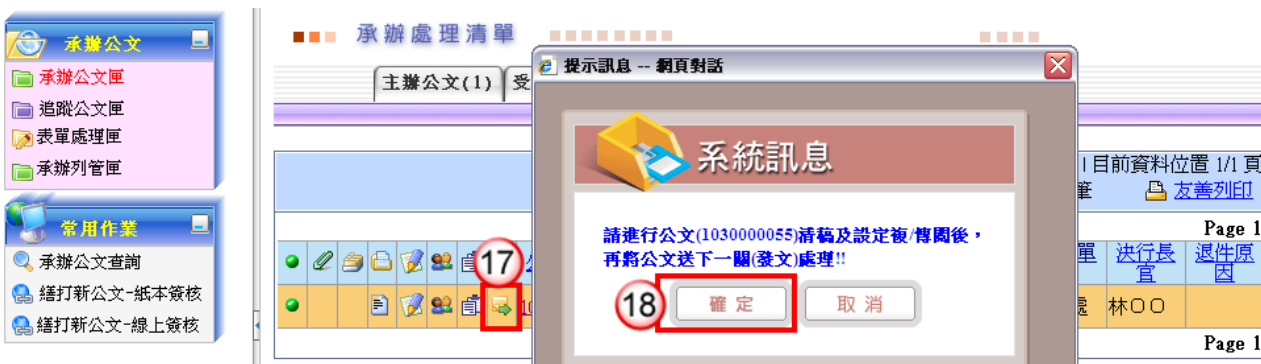 承辦公文
承辦公文匣
追蹤公文匣
表單處理匣
承辦列管匣
常用作業
承辦公文查詢
繕打新公文-紙本簽核
繕打新公文-線上簽核
承辦處理清單
主辦公文(1) 受
提示訊息 -- 網頁對話
系統訊息
請進行公文(1030000055)清稿及設定複/傳閱後，
再將公文送下一關(發文)處理!!
18 確定 取消
目前資料位置 1/1 頁
筆 友善列印
Page 1
17 單 決行長官 退件原因
10 處 林○○
Page 1